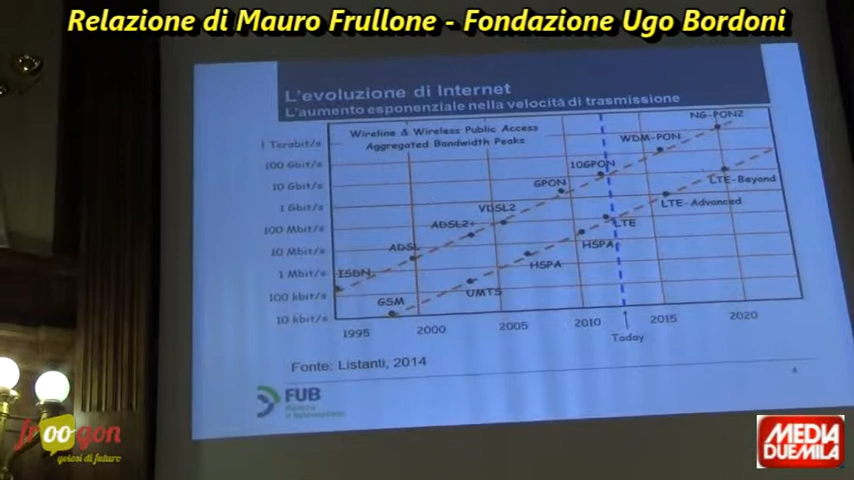 Relazione di Mauro Frullone - Fondazione Ugo Bordoni
L'evoluzione di Internet
L'aumento esponenziale nella velocità di trasmissione
Wireline & Wireless Public Access
Aggregated Bandwidth Peaks
NG-PON2
WDM-PON
10GPON
GPON
VDSL2
ADSL2+
ADSL
ISDN
LTE-Beyond
LTE-Advanced
LTE
HSPA
HSPA
UMTS
GSM
1 Terabit/s
100 Gbit/s
10 Gbit/s
1 Gbit/s
100 Mbit/s
10 Mbit/s
1 Mbit/s
100 kbit/s
10 kbit/s
1995 2000 2005 2010 2015 2020
Today
Fonte: Listanti, 2014
4
FUB
froogon
golosi di futuro
MEDIA
DUEMILA